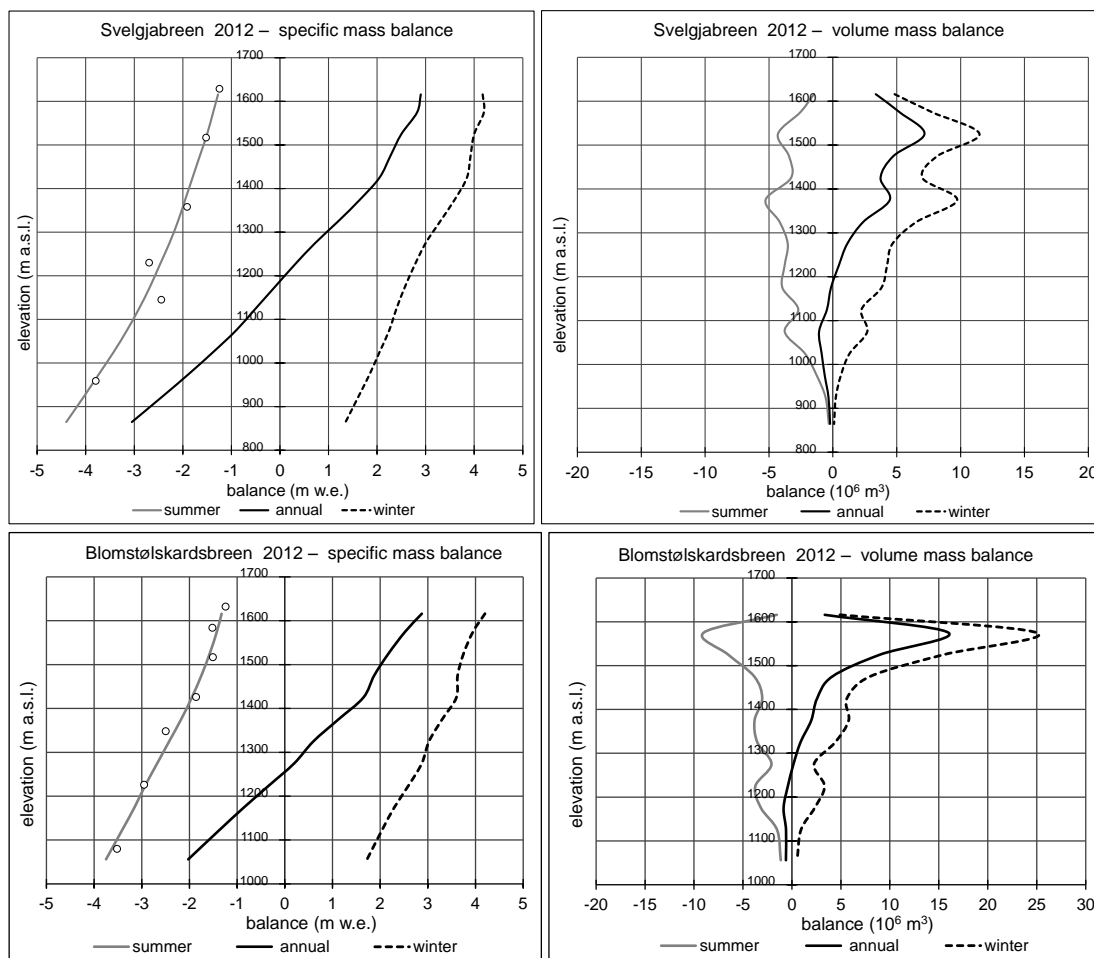 Svelgjabreen 2012 – specific mass balance
1700
1600
1500
1400
1300
1200
1100
1000
900
800
elevation (m a.s.l.)
-5 -4 -3 -2 -1 0 1 2 3 4 5
balance (m w.e.)
summer annual winter
Svelgjabreen 2012 – volume mass balance
1700
1600
1500
1400
1300
1200
1100
1000
900
800
elevation (m a.s.l.)
-20 -15 -10 -5 0 5 10 15 20
balance (10⁶ m³)
summer annual winter
Blomstølskardsbreen 2012 – specific mass balance
1700
1600
1500
1400
1300
1200
1100
1000
elevation (m a.s.l.)
-5 -4 -3 -2 -1 0 1 2 3 4 5
balance (m w.e.)
summer annual winter
Blomstølskardsbreen 2012 – volume mass balance
1700
1600
1500
1400
1300
1200
1100
1000
elevation (m a.s.l.)
-20 -15 -10 -5 0 5 10 15 20 25 30
balance (10⁶ m³)
summer annual winter